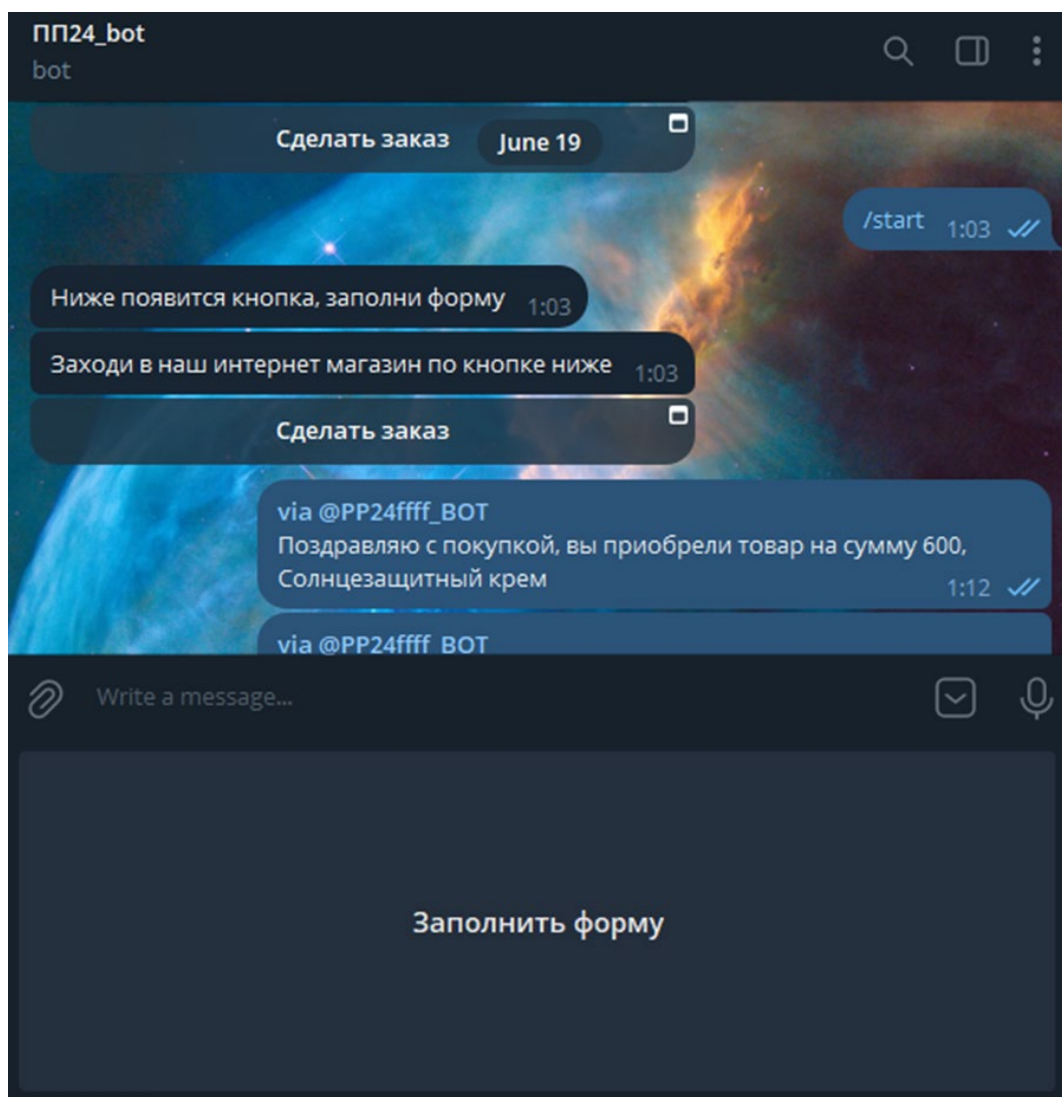 ПП24_bot
bot
Сделать заказ
June 19
/start 1:03
Ниже появится кнопка, заполни форму 1:03
Заходи в наш интернет магазин по кнопке ниже 1:03
Сделать заказ
via @PP24ffff_BOT
Поздравляю с покупкой, вы приобрели товар на сумму 600,
Солнцезащитный крем 1:12
via @PP24ffff_BOT
Write a message...
Заполнить форму